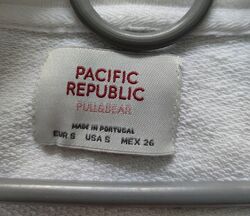 PACIFIC
REPUBLIC
PULL&BEAR
MADE IN PORTUGAL
EUR S USA S MEX 26